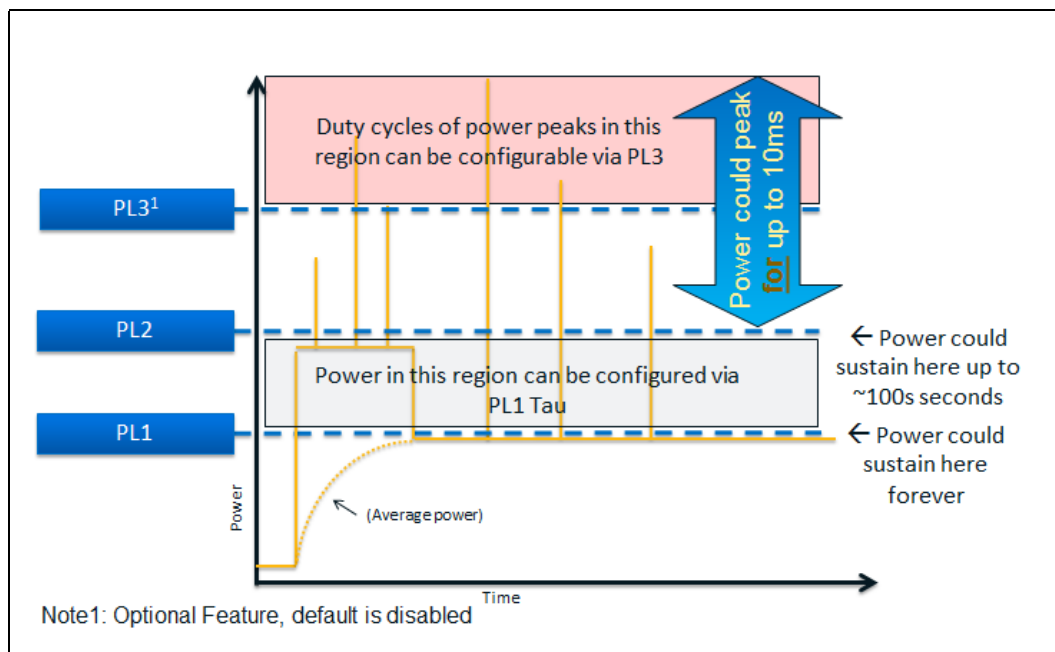 Duty cycles of power peaks in this
region can be configurable via PL3
Power could peak
for up to 10ms
PL3¹
PL2
← Power could
sustain here up to
~100s seconds
Power in this region can be configured via
PL1 Tau
PL1
← Power could
sustain here
forever
Power
(Average power)
Time
Note1: Optional Feature, default is disabled